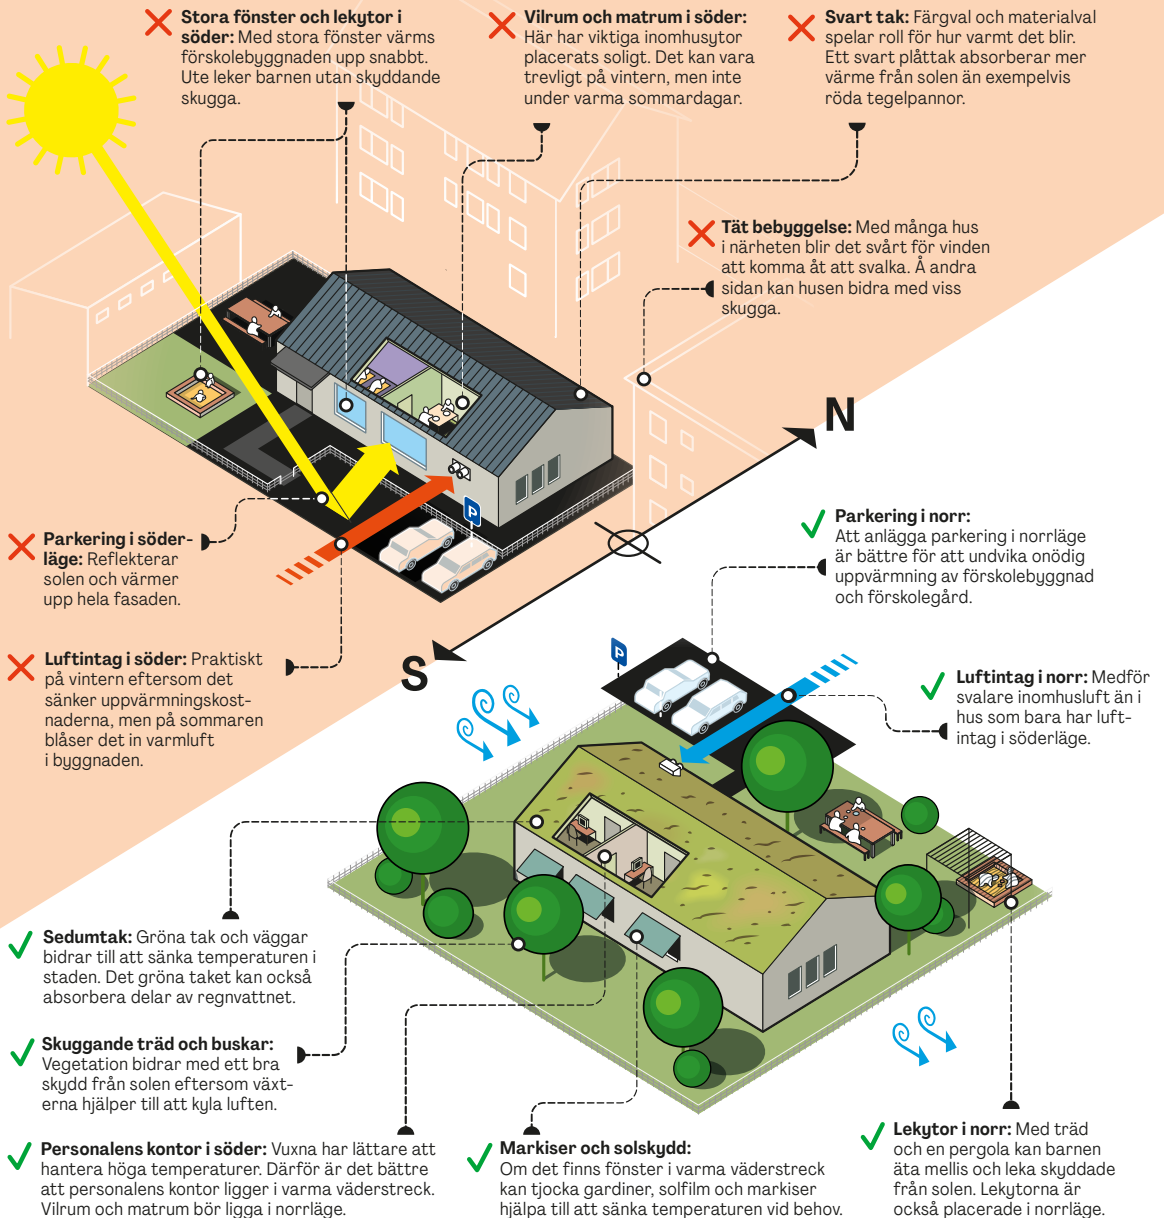 Stora fönster och lekytor i
söder: Med stora fönster värms
förskolebyggnaden upp snabbt.
Ute leker barnen utan skyddande
skugga.
Vilrum och matrum i söder:
Här har viktiga inomhusytor
placerats soligt. Det kan vara
trevligt på vintern, men inte
under varma sommardagar.
Svart tak: Färgval och materialval
spelar roll för hur varmt det blir.
Ett svart plåttak absorberar mer
värme från solen än exempelvis
röda tegelpannor.
Tät bebyggelse: Med många hus
i närheten blir det svårt för vinden
att komma åt att svalka. Å andra
sidan kan husen bidra med viss
skugga.
N
P
Parkering i söder-
läge: Reflekterar
solen och värmer
upp hela fasaden.
Parkering i norr:
Att anlägga parkering i norrläge
är bättre för att undvika onödig
uppvärmning av förskolebyggnad
och förskolegård.
Luftintag i söder: Praktiskt
på vintern eftersom det
sänker uppvärmningskost-
naderna, men på sommaren
blåser det in varmluft
i byggnaden.
S
P
Luftintag i norr: Medför
svalare inomhusluft än i
hus som bara har luft-
intag i söderläge.
Sedumtak: Gröna tak och väggar
bidrar till att sänka temperaturen i
staden. Det gröna taket kan också
absorbera delar av regnvattnet.
Skuggande träd och buskar:
Vegetation bidrar med ett bra
skydd från solen eftersom växt-
erna hjälper till att kyla luften.
Personalens kontor i söder: Vuxna har lättare att
hantera höga temperaturer. Därför är det bättre
att personalens kontor ligger i varma väderstreck.
Vilrum och matrum bör ligga i norrläge.
Markiser och solskydd:
Om det finns fönster i varma väderstreck
kan tjocka gardiner, solfilm och markiser
hjälpa till att sänka temperaturen vid behov.
Lekytor i norr: Med träd
och en pergola kan barnen
äta mellis och leka skyddade
från solen. Lekytorna är
också placerade i norrläge.